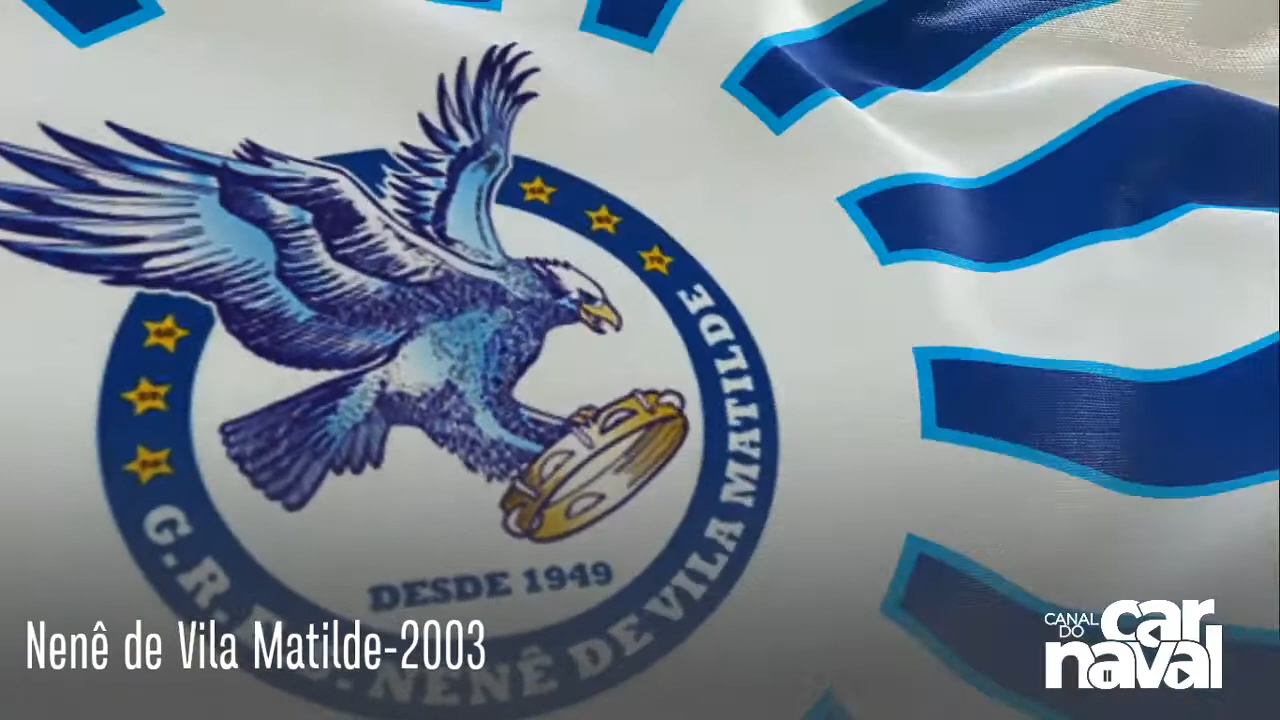 G.R.
NENÊ DE VILA MATILDE
DESDE 1949
Nenê de Vila Matilde-2003
CANAL
DO
car
naval